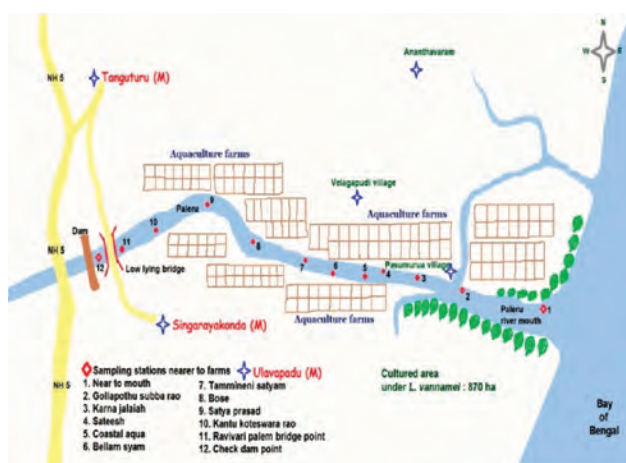 N
W
E
S
Ananthavaram
NH 5
Tanguturu (M)
Aquaculture farms
Velagapudi village
Aquaculture farms
Paleru
9
10
Dam
11
8
12
7
6
5
4
3
Pasumurua village
2
1
NH 5
Low lying bridge
Paleru
river mouth
Aquaculture farms
Singarayakonda (M)
Sampling stations nearer to farms
Ulavapadu (M)
1. Near to mouth
2. Gollapothu subba rao
3. Karna jalaiah
4. Sateesh
5. Coastal aqua
6. Bellam syam
7. Tammineni satyam
8. Bose
9. Satya prasad
10. Kantu koteswara rao
11. Ravivari palem bridge point
12. Check dam point
NH 5
Cultured area
under L. vannamei : 870 ha
Bay
of
Bengal